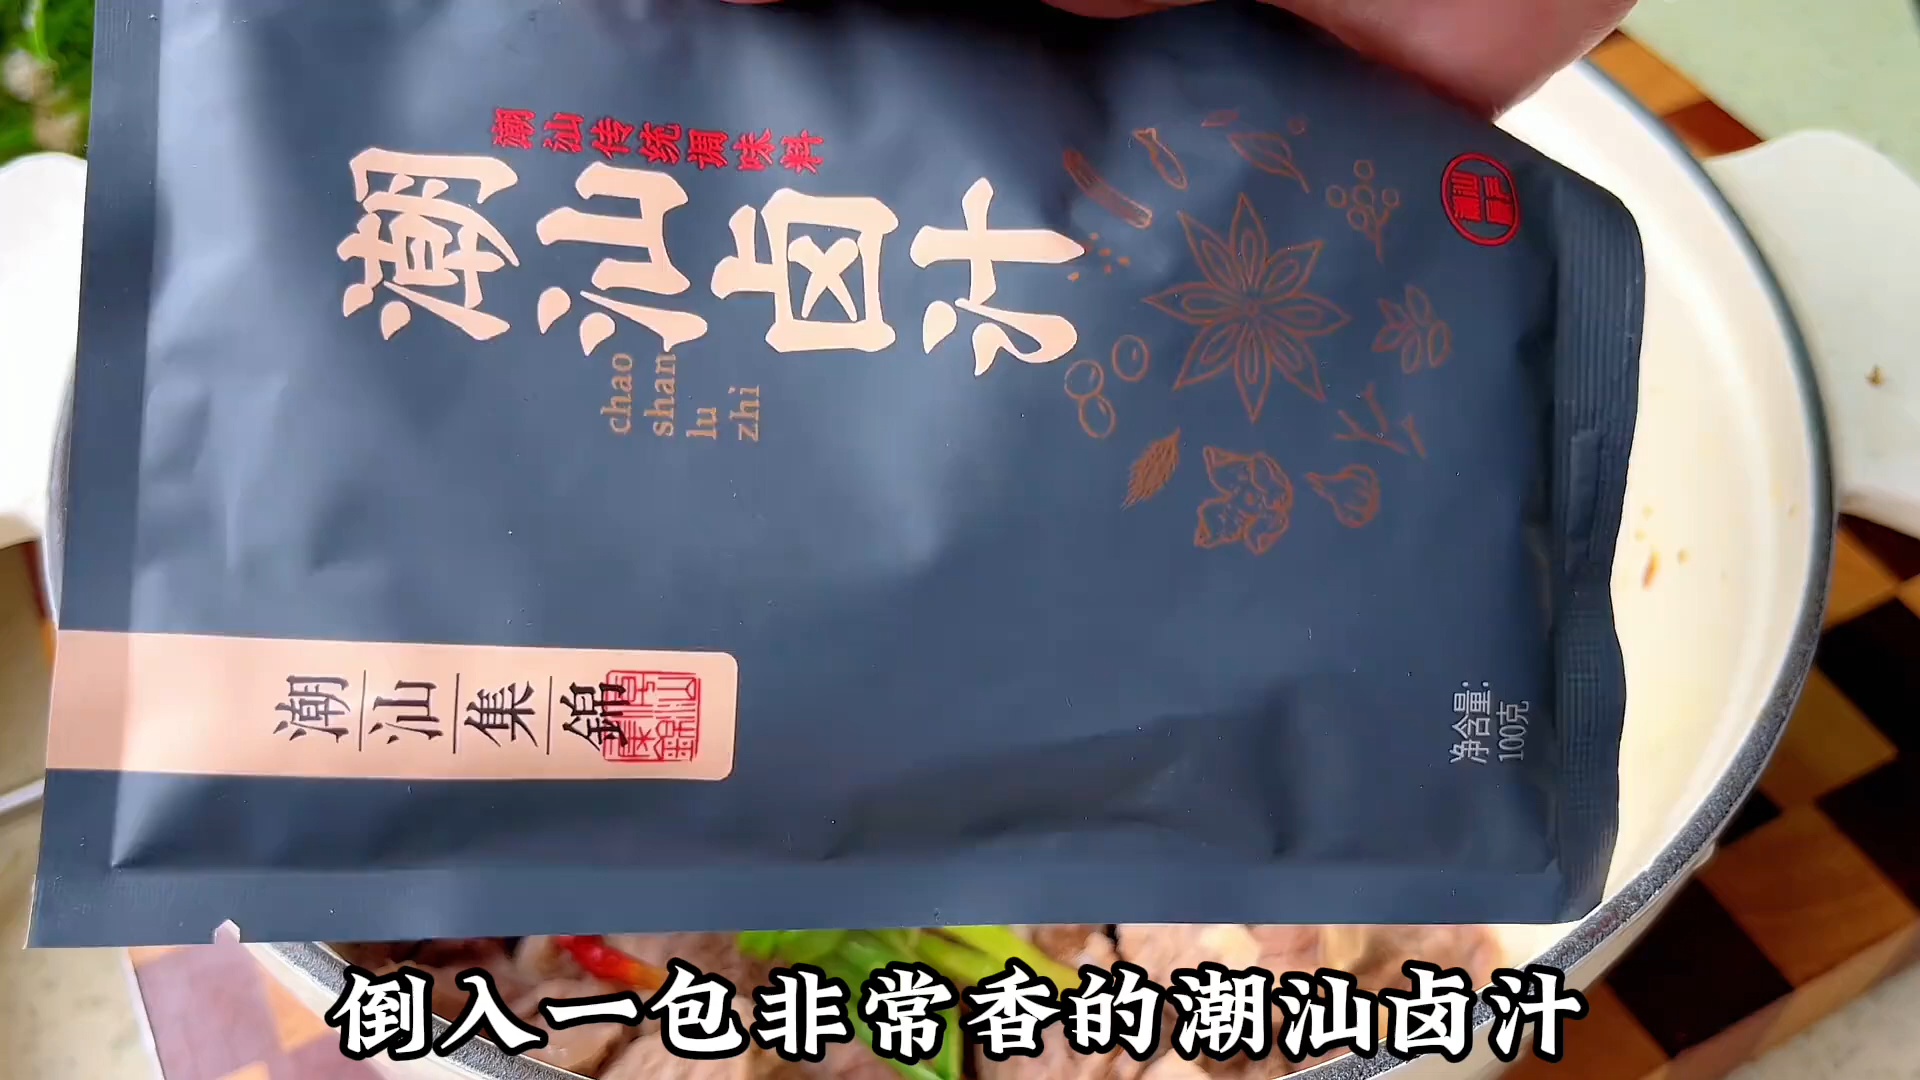 潮汕传统调味料
潮汕卤汁
chao
shan
lu
zhi
潮汕集錦
净含量:
100克
倒入一包非常香的潮汕卤汁